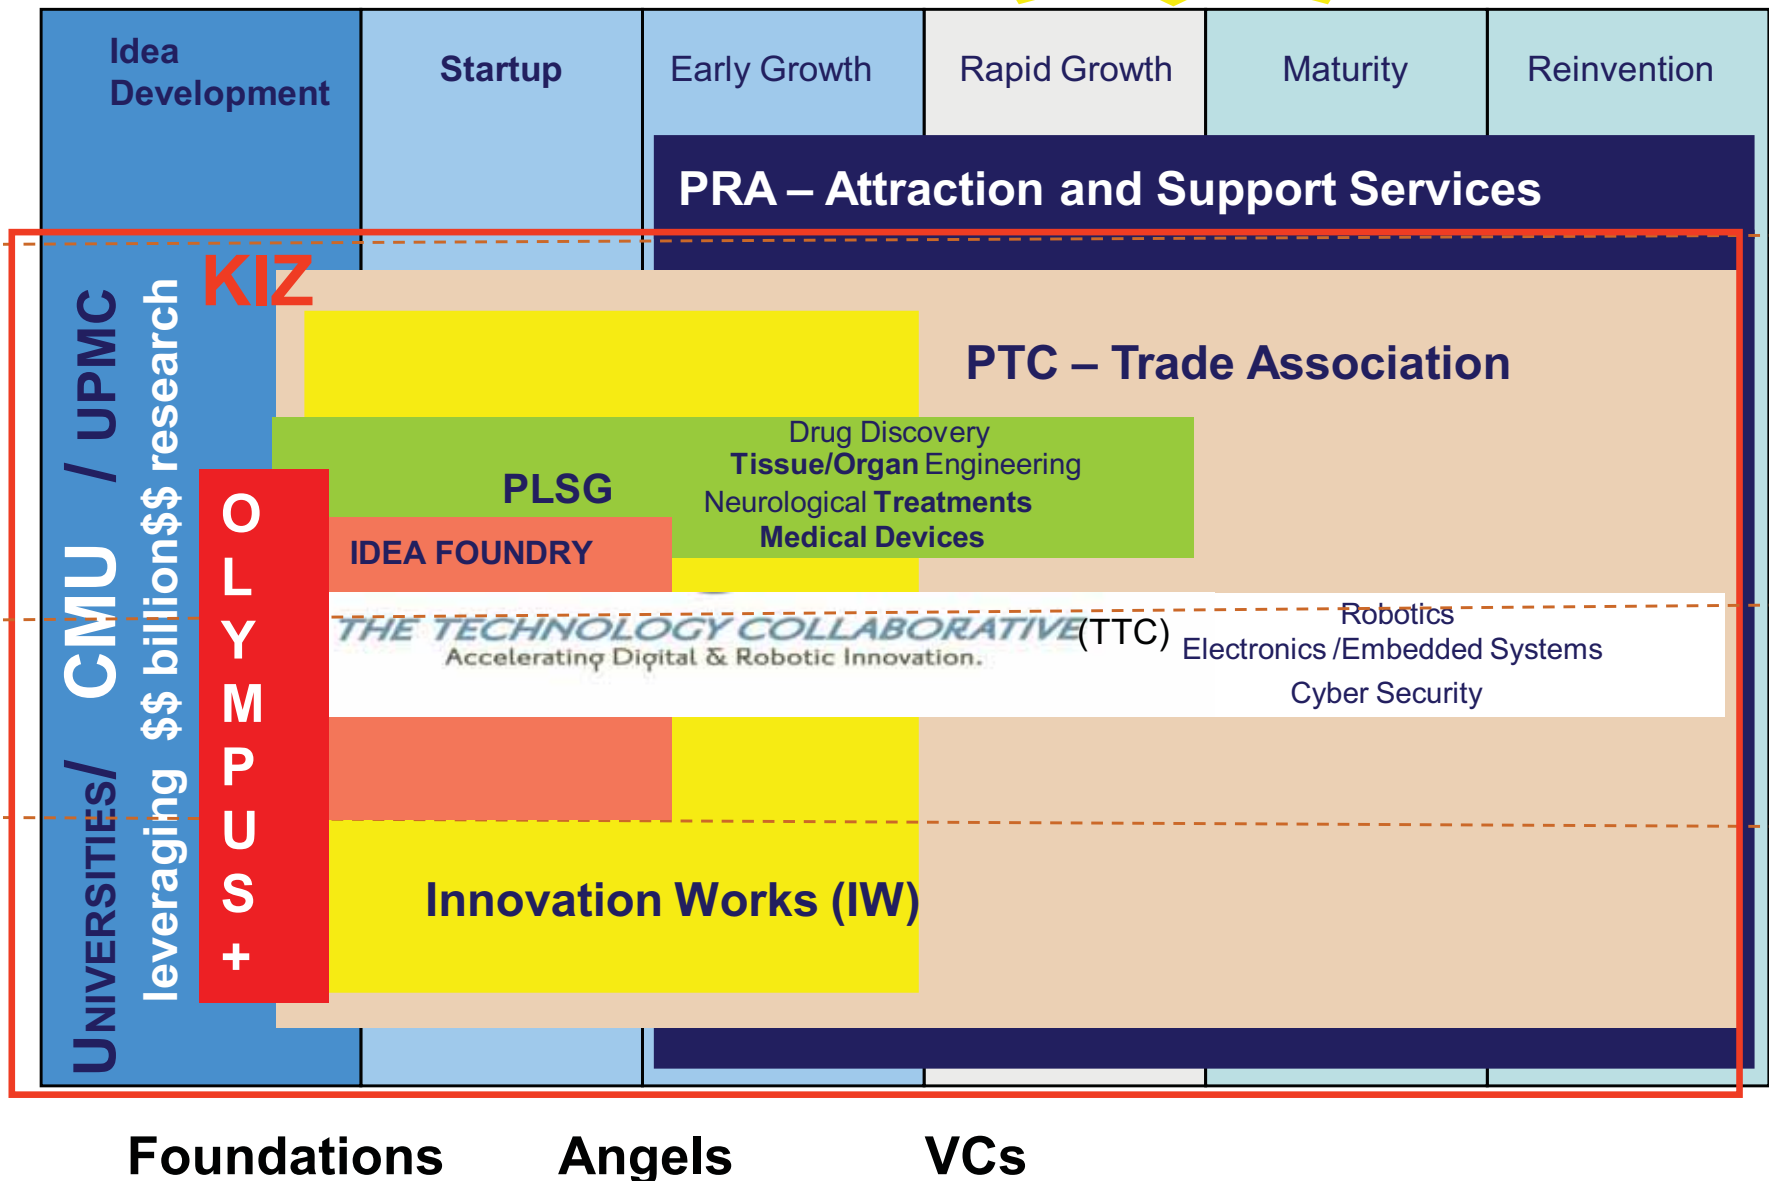 Idea
Development
Startup
Early Growth
Rapid Growth
Maturity
Reinvention
PRA – Attraction and Support Services
KIZ
UNIVERSITIES/ CMU / UPMC
leveraging $$ billion$$ research
PTC – Trade Association
Drug Discovery
Tissue/Organ Engineering
Neurological Treatments
Medical Devices
PLSG
O
L
Y
M
P
U
S
+
IDEA FOUNDRY
THE TECHNOLOGY COLLABORATIVE (TTC)
Accelerating Digital & Robotic Innovation.
Robotics
Electronics /Embedded Systems
Cyber Security
Innovation Works (IW)
Foundations
Angels
VCs